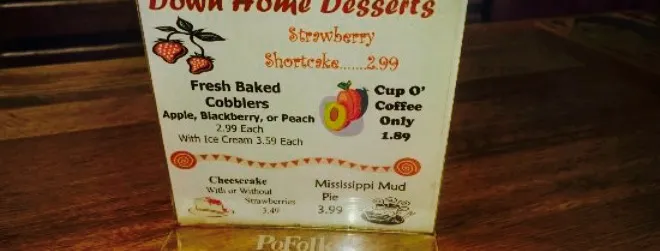 Down Home Desserts
Strawberry
Shortcake.......2.99
Fresh Baked
Cobblers
Apple, Blackberry, or Peach
2.99 Each
With Ice Cream 3.59 Each
Cup O'
Coffee
Only
1.89
Cheesecake
With or Without
Strawberries
3.49
Mississippi Mud
Pie
3.99
PoFolks